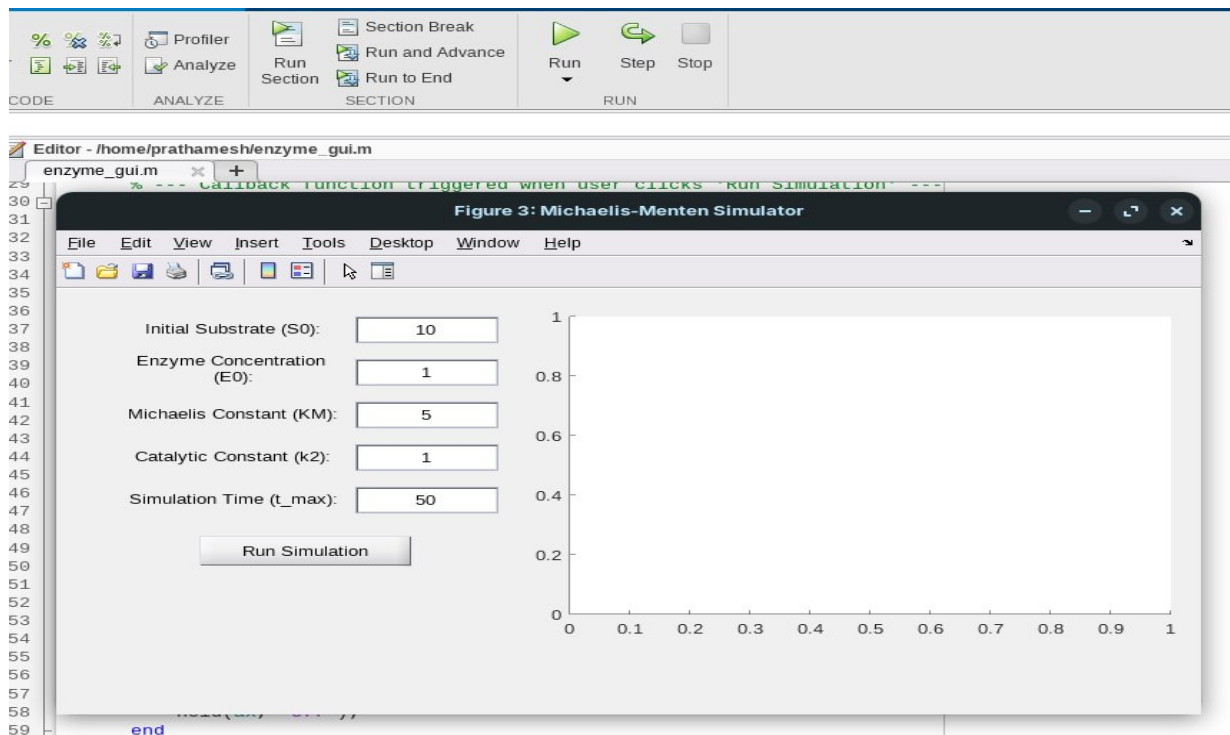 Section Break
Profiler
Run and Advance
Analyze
Run Section
Run to End
Run
Step
Stop
CODE
ANALYZE
SECTION
RUN
Editor - /home/prathamesh/enzyme_gui.m
enzyme_gui.m
29 % --- Callback function triggered when user clicks 'Run Simulation' ---
30
31
32
33
34
35
36
37
38
39
40
41
42
43
44
45
46
47
48
49
50
51
52
53
54
55
56
57
58
59 end
Figure 3: Michaelis-Menten Simulator
File Edit View Insert Tools Desktop Window Help
Initial Substrate (S0): 10
Enzyme Concentration
(E0): 1
Michaelis Constant (KM): 5
Catalytic Constant (k2): 1
Simulation Time (t_max): 50
Run Simulation
1
0.8
0.6
0.4
0.2
0
0 0.1 0.2 0.3 0.4 0.5 0.6 0.7 0.8 0.9 1